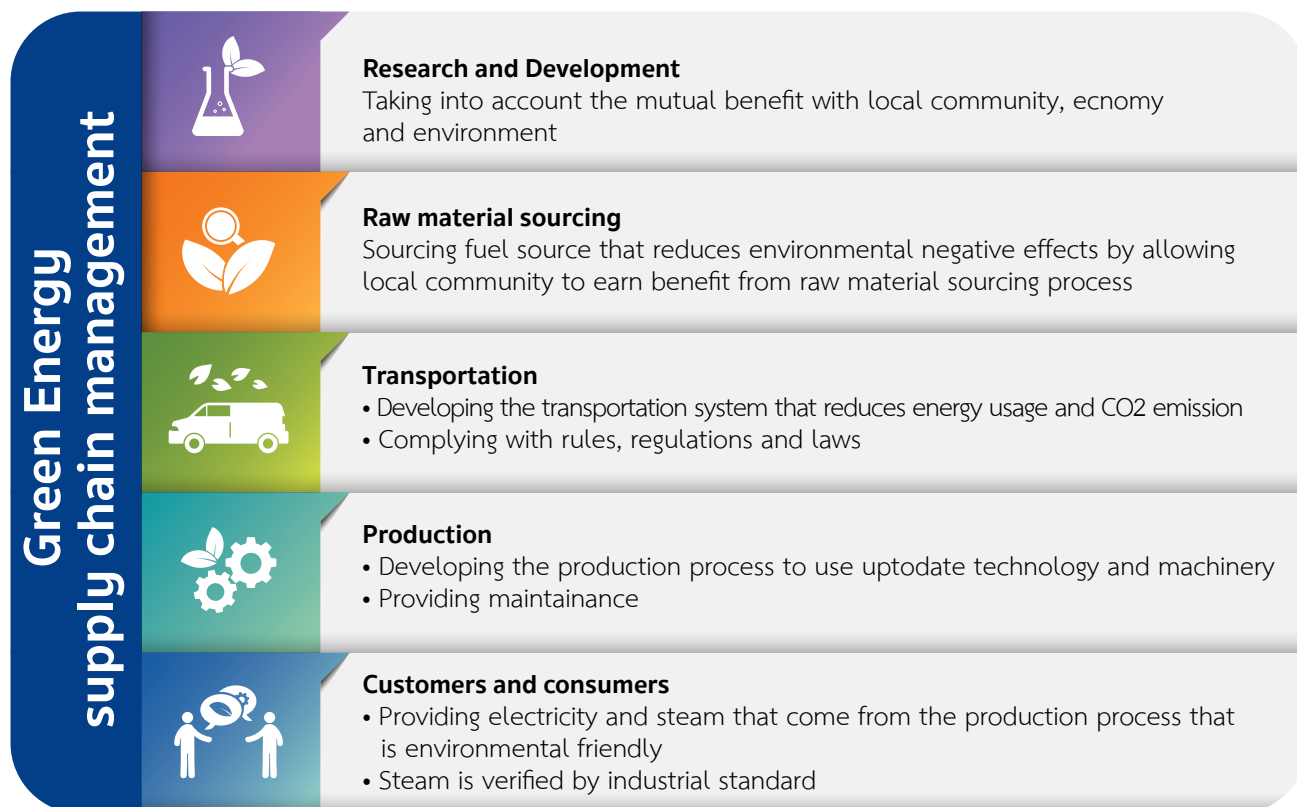 Green Energy
supply chain management
Research and Development
Taking into account the mutual benefit with local community, ecnomy
and environment
Raw material sourcing
Sourcing fuel source that reduces environmental negative effects by allowing
local community to earn benefit from raw material sourcing process
Transportation
• Developing the transportation system that reduces energy usage and CO2 emission
• Complying with rules, regulations and laws
Production
• Developing the production process to use uptodate technology and machinery
• Providing maintainance
Customers and consumers
• Providing electricity and steam that come from the production process that
is environmental friendly
• Steam is verified by industrial standard